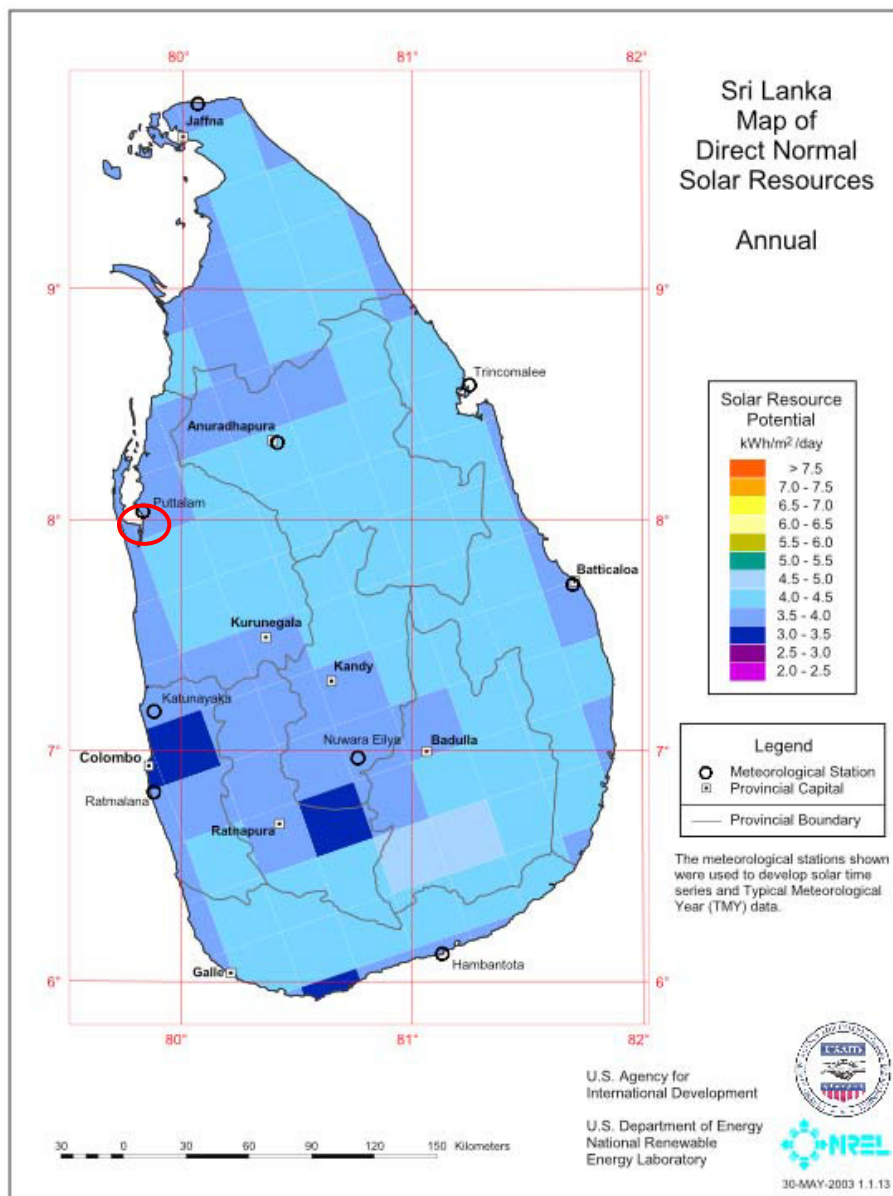 Sri Lanka
Map of
Direct Normal
Solar Resources
Annual
80° 81° 82°
Jaffna
9° 9°
Trincomalee
Anuradhapura
Puttalam
8° 8°
Batticaloa
Kurunegala
Kandy
Katunayaka
Nuwara Eilya
Badulla
7° 7°
Colombo
Ratmalana
Ratnapura
Hambantota
Galle
6° 6°
80° 81° 82°
Solar Resource
Potential
kWh/m²/day
> 7.5
7.0 - 7.5
6.5 - 7.0
6.0 - 6.5
5.5 - 6.0
5.0 - 5.5
4.5 - 5.0
4.0 - 4.5
3.5 - 4.0
3.0 - 3.5
2.5 - 3.0
2.0 - 2.5
Legend
Meteorological Station
Provincial Capital
Provincial Boundary
The meteorological stations shown
were used to develop solar time
series and Typical Meteorological
Year (TMY) data.
U.S. Agency for
International Development
USAID
U.S. Department of Energy
National Renewable
Energy Laboratory
NREL
30 0 30 60 90 120 150 Kilometers
30-MAY-2003 1.1.13